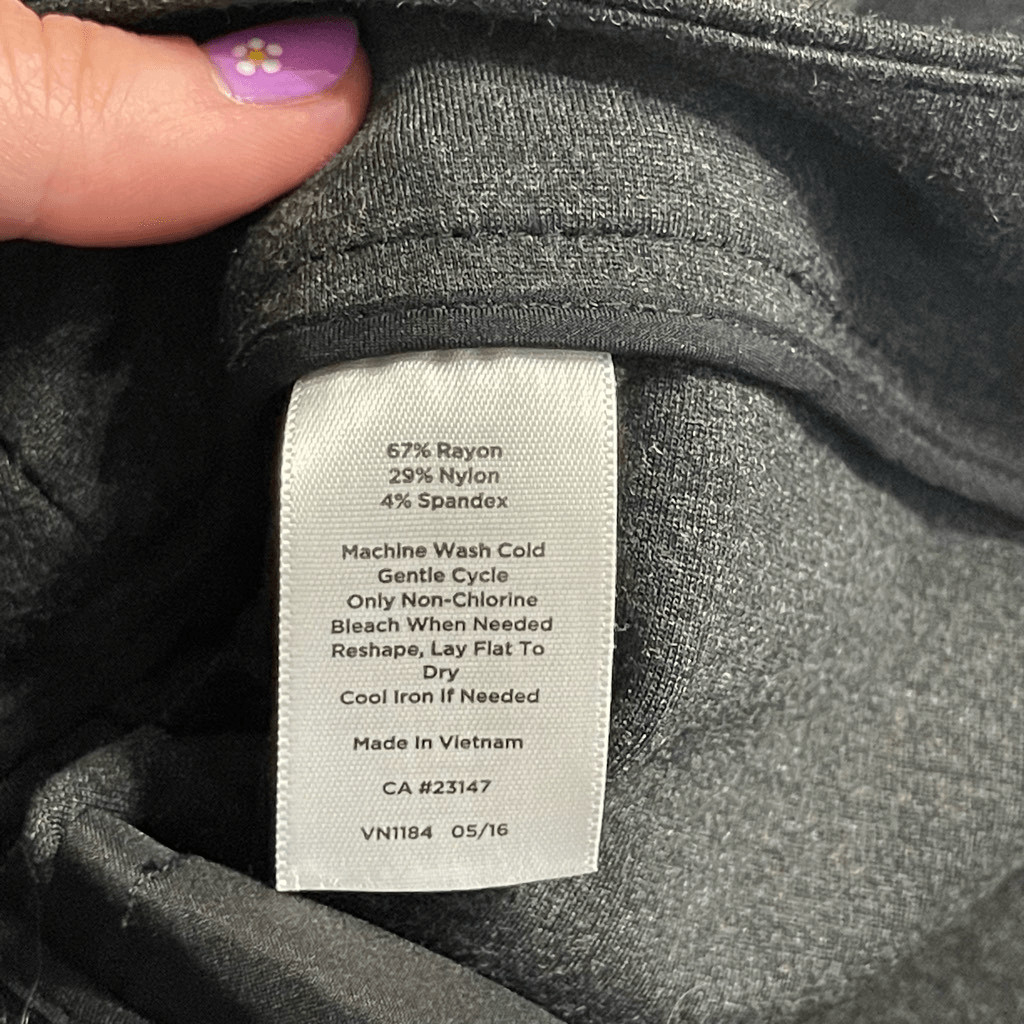 67% Rayon
29% Nylon
4% Spandex
Machine Wash Cold
Gentle Cycle
Only Non-Chlorine
Bleach When Needed
Reshape, Lay Flat To
Dry
Cool Iron If Needed
Made In Vietnam
CA #23147
VN1184 05/16